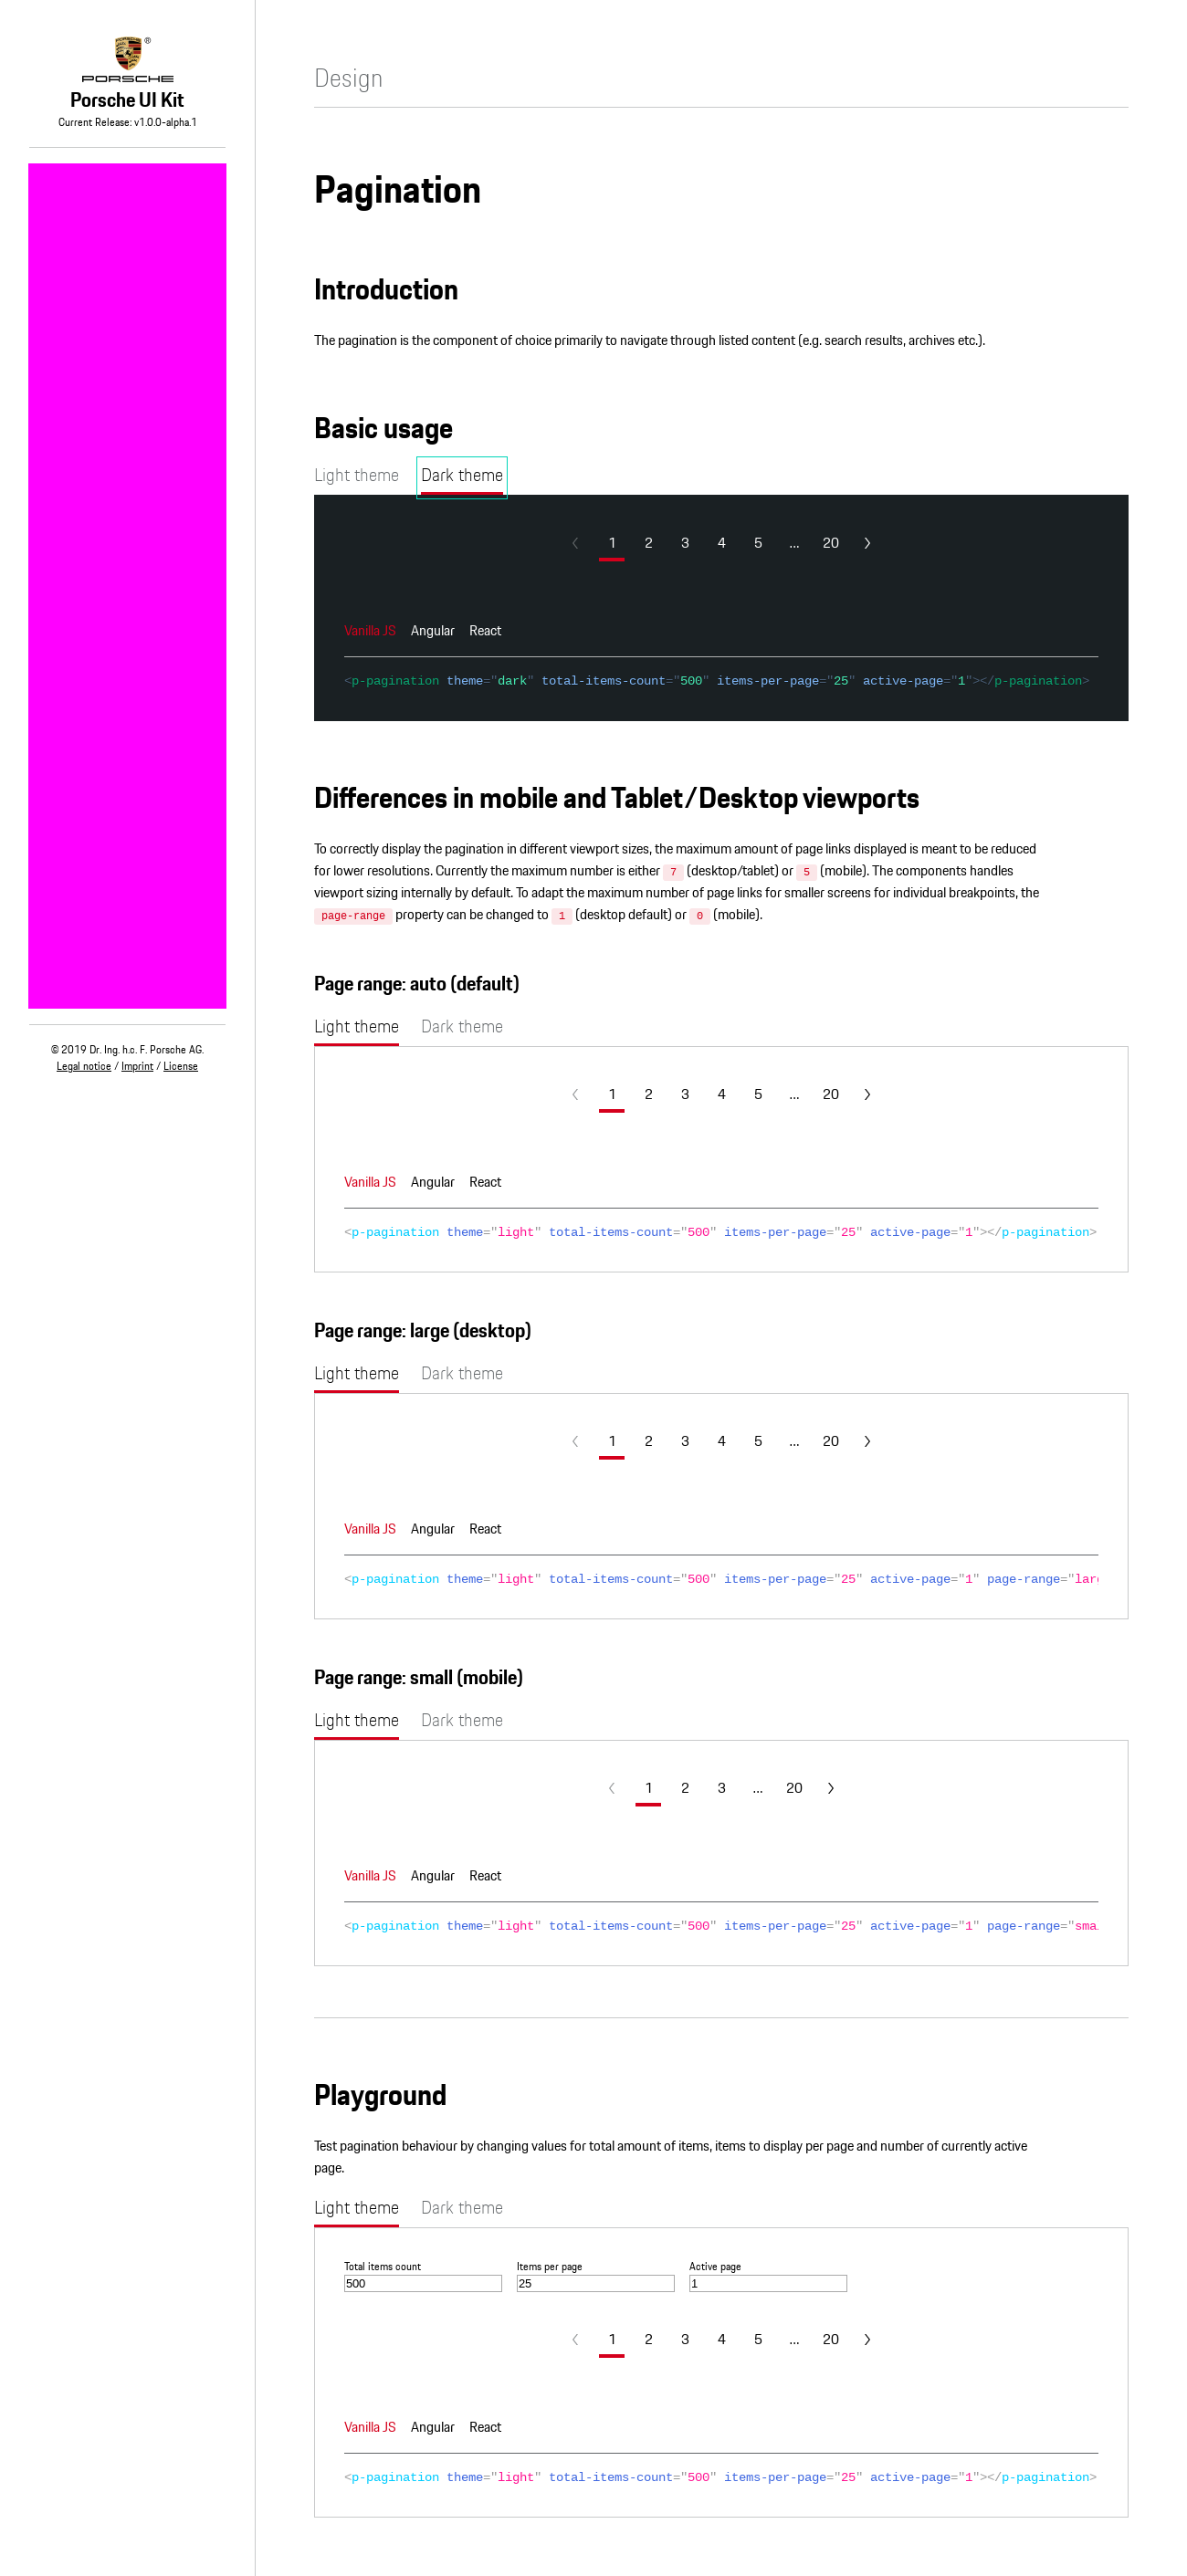 PORSCHE
®
Porsche UI Kit
Current Release: v1.0.0-alpha.1
© 2019 Dr. Ing. h.c. F. Porsche AG.
Legal notice / Imprint / License
Design
Pagination
Introduction
The pagination is the component of choice primarily to navigate through listed content (e.g. search results, archives etc.).
Basic usage
Light theme Dark theme
1 2 3 4 5 ... 20
Vanilla JS Angular React
<p-pagination theme="dark" total-items-count="500" items-per-page="25" active-page="1"></p-pagination>
Differences in mobile and Tablet/Desktop viewports
To correctly display the pagination in different viewport sizes, the maximum amount of page links displayed is meant to be reduced
for lower resolutions. Currently the maximum number is either 7 (desktop/tablet) or 5 (mobile). The components handles
viewport sizing internally by default. To adapt the maximum number of page links for smaller screens for individual breakpoints, the
page-range property can be changed to 1 (desktop default) or 0 (mobile).
Page range: auto (default)
Light theme Dark theme
1 2 3 4 5 ... 20
Vanilla JS Angular React
<p-pagination theme="light" total-items-count="500" items-per-page="25" active-page="1"></p-pagination>
Page range: large (desktop)
Light theme Dark theme
1 2 3 4 5 ... 20
Vanilla JS Angular React
<p-pagination theme="light" total-items-count="500" items-per-page="25" active-page="1" page-range="larg
Page range: small (mobile)
Light theme Dark theme
1 2 3 ... 20
Vanilla JS Angular React
<p-pagination theme="light" total-items-count="500" items-per-page="25" active-page="1" page-range="sma
Playground
Test pagination behaviour by changing values for total amount of items, items to display per page and number of currently active
page.
Light theme Dark theme
Total items count Items per page Active page
500 25 1
1 2 3 4 5 ... 20
Vanilla JS Angular React
<p-pagination theme="light" total-items-count="500" items-per-page="25" active-page="1"></p-pagination>